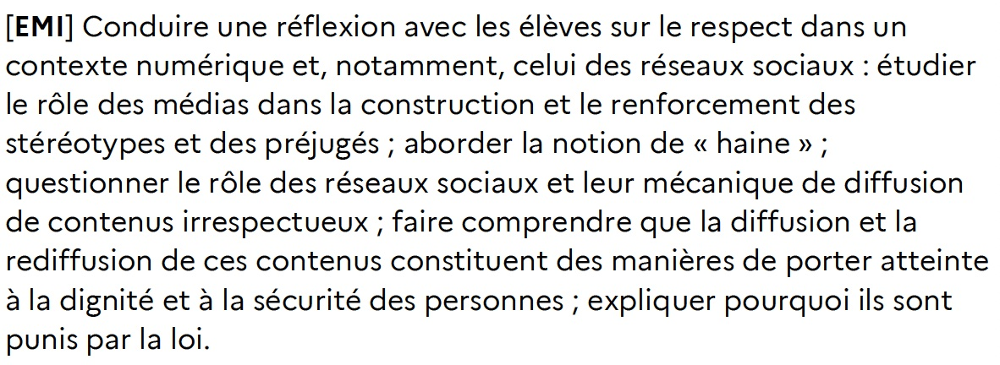 [EMI] Conduire une réflexion avec les élèves sur le respect dans un
contexte numérique et, notamment, celui des réseaux sociaux : étudier
le rôle des médias dans la construction et le renforcement des
stéréotypes et des préjugés ; aborder la notion de « haine » ;
questionner le rôle des réseaux sociaux et leur mécanique de diffusion
de contenus irrespectueux ; faire comprendre que la diffusion et la
rediffusion de ces contenus constituent des manières de porter atteinte
à la dignité et à la sécurité des personnes ; expliquer pourquoi ils sont
punis par la loi.